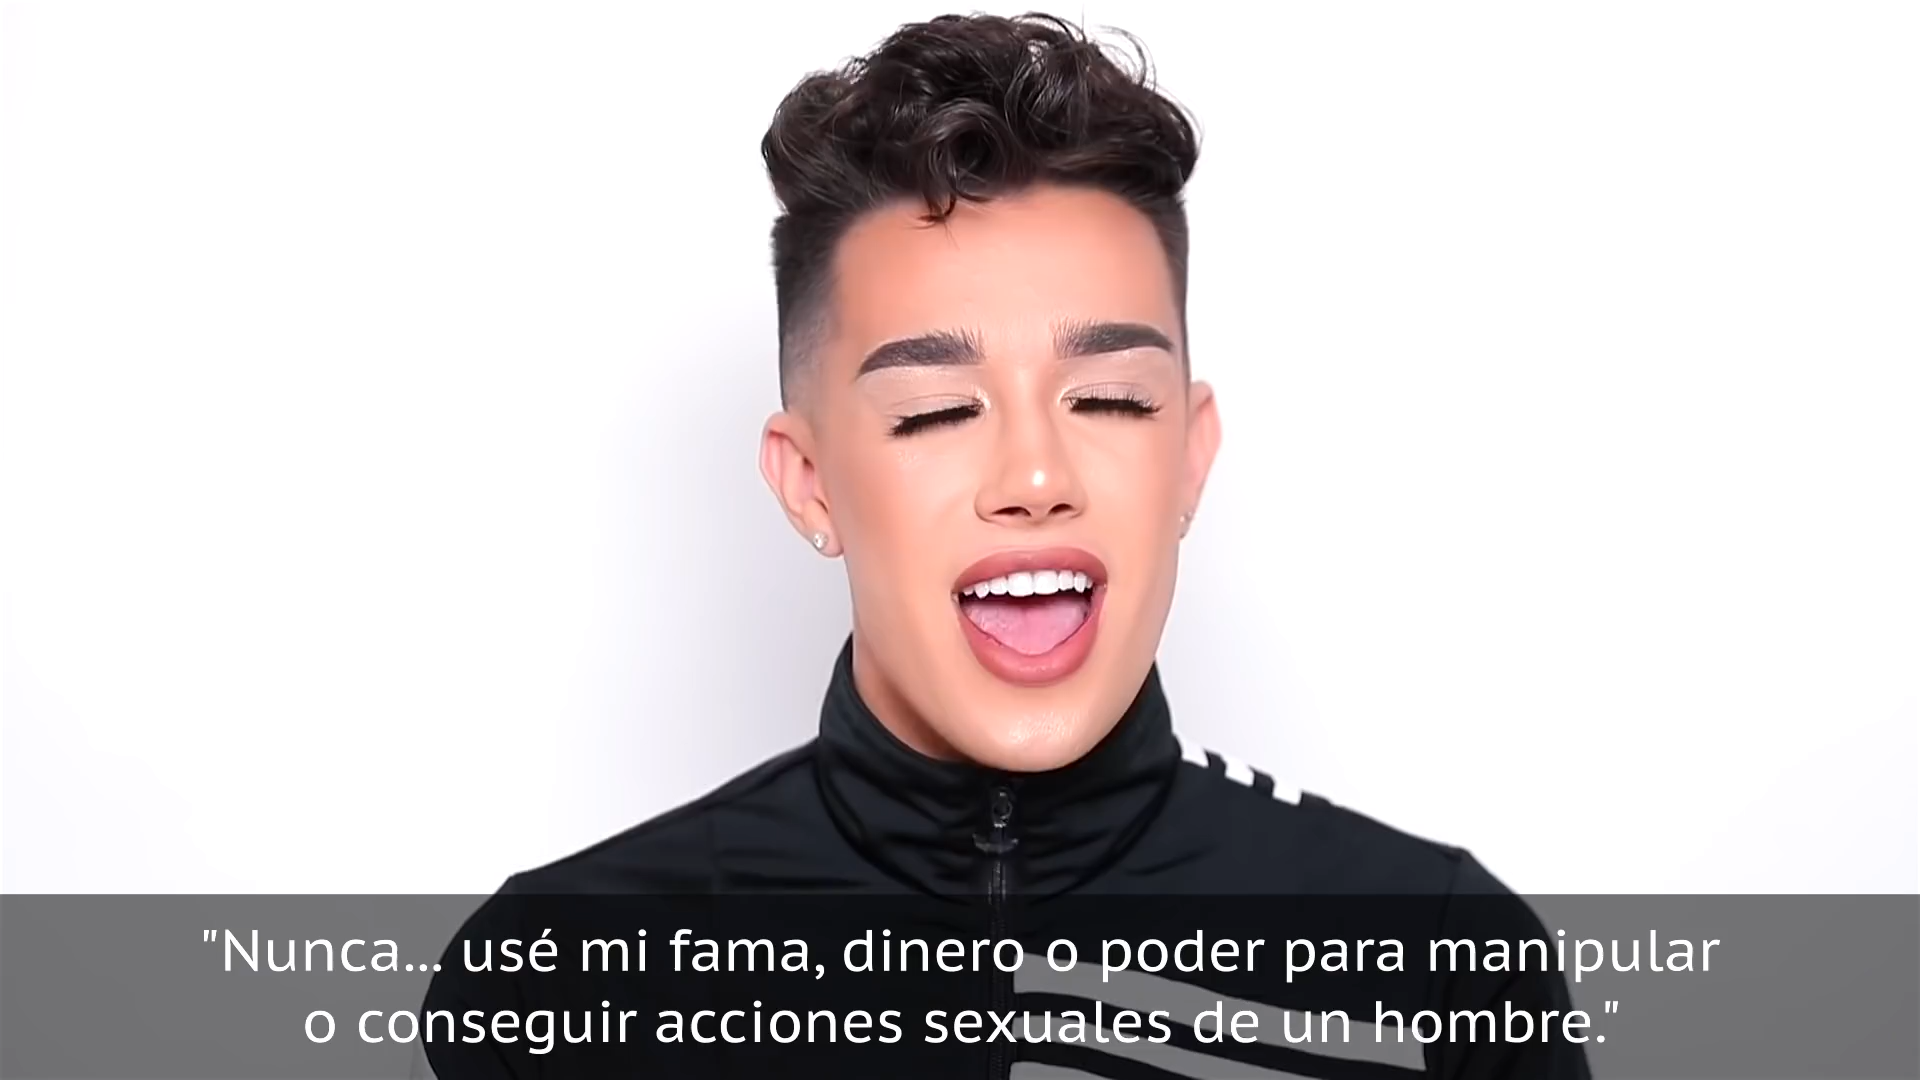 "Nunca... usé mi fama, dinero o poder para manipular
o conseguir acciones sexuales de un hombre."